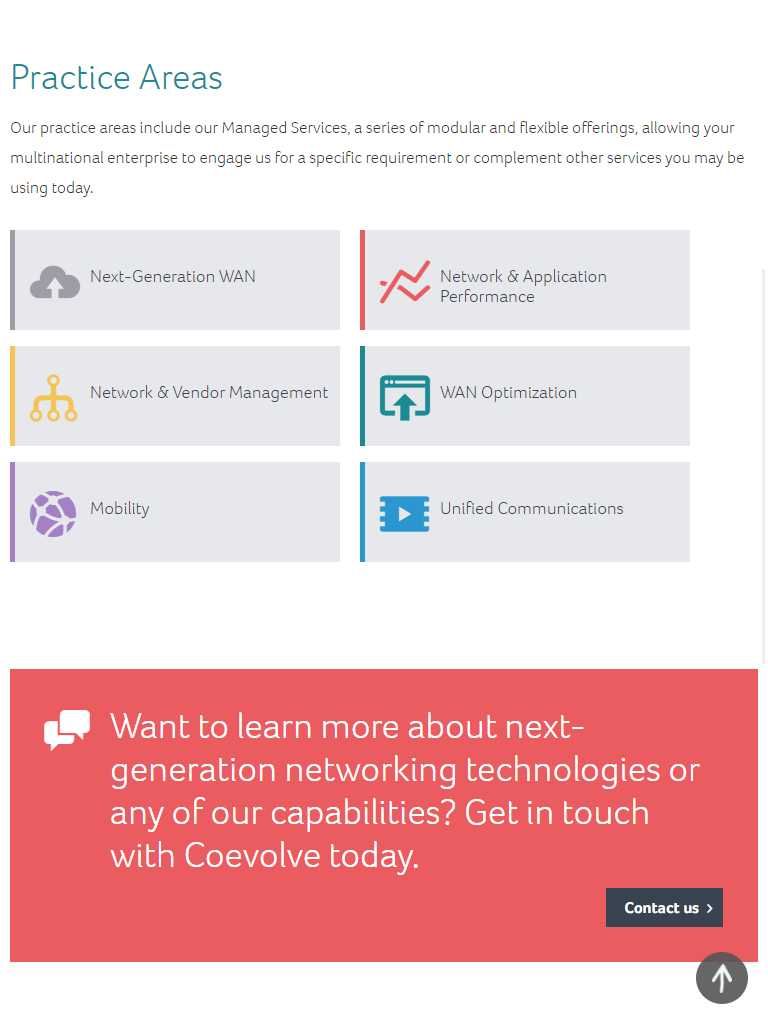 Practice Areas
Our practice areas include our Managed Services, a series of modular and flexible offerings, allowing your
multinational enterprise to engage us for a specific requirement or complement other services you may be
using today.
Next-Generation WAN
Network & Application
Performance
Network & Vendor Management
WAN Optimization
Mobility
Unified Communications
Want to learn more about next-
generation networking technologies or
any of our capabilities? Get in touch
with Coevolve today.
Contact us ›